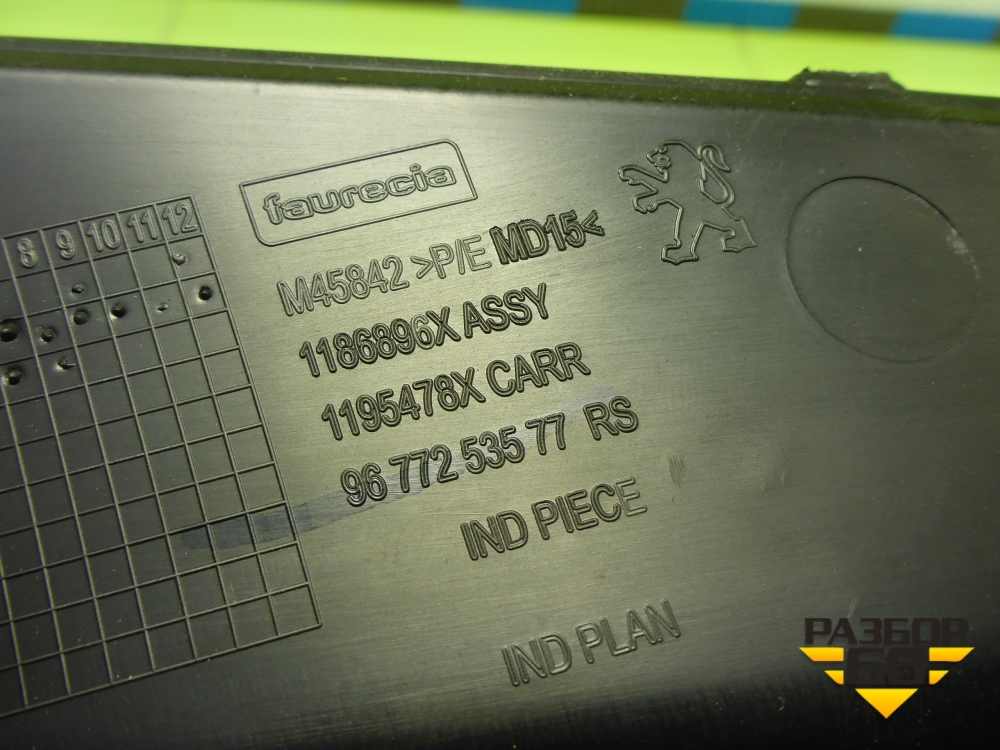 faurecia
8 9 10 11 12
M45842 >P/E MD15<
1186896X ASSY
1195478X CARR
96 772 535 77 RS
IND PIECE
IND PLAN
РАЗБОР
66